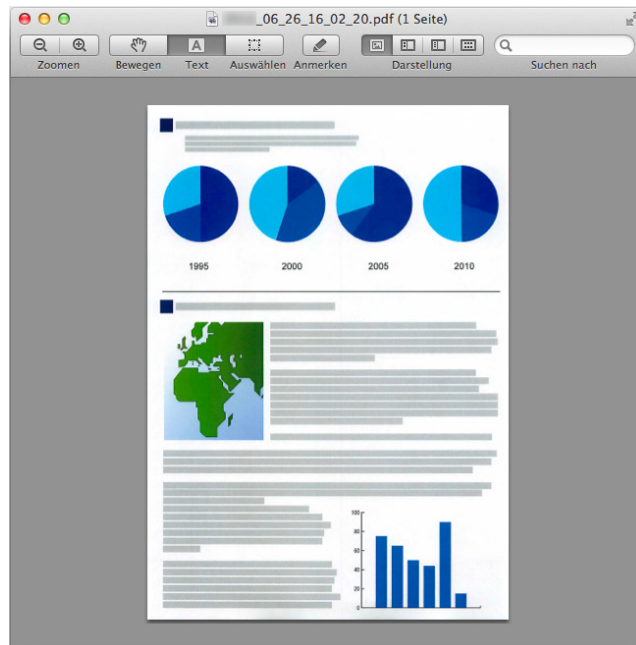 _06_26_16_02_20.pdf (1 Seite)
A
Zoomen Bewegen Text Auswählen Anmerken Darstellung Suchen nach
1995 2000 2005 2010
100
80
60
40
20
0